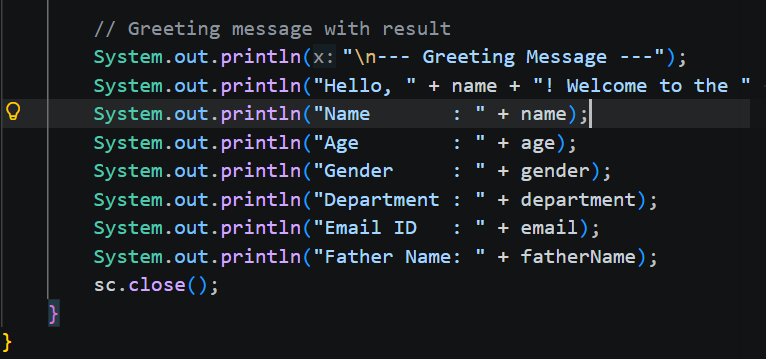 // Greeting message with result
System.out.println(x: "\n--- Greeting Message ---");
System.out.println("Hello, " + name + "! Welcome to the "
System.out.println("Name       : " + name);
System.out.println("Age        : " + age);
System.out.println("Gender     : " + gender);
System.out.println("Department : " + department);
System.out.println("Email ID   : " + email);
System.out.println("Father Name: " + fatherName);
sc.close();
}
}